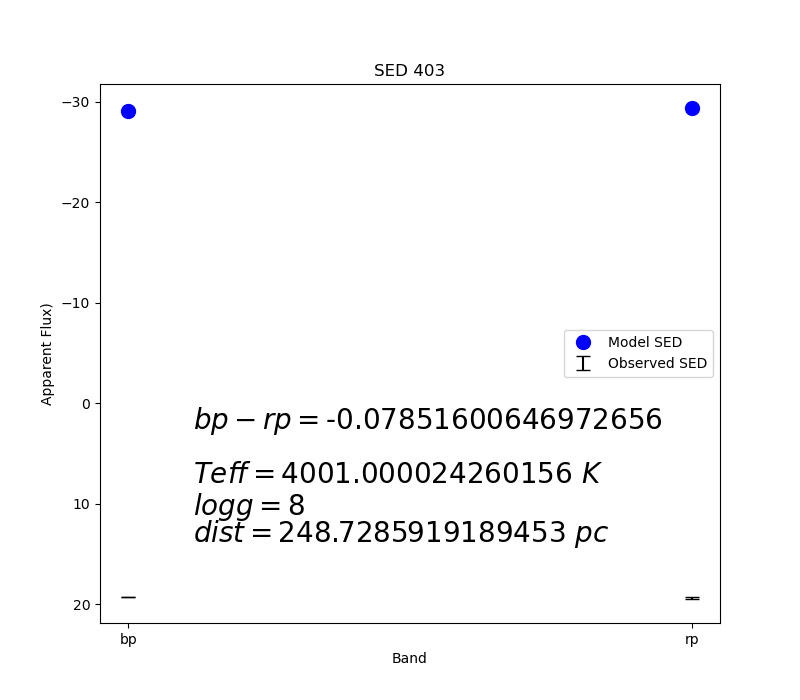 SED 403
−30
−20
−10
0
10
20
Apparent Flux)
Model SED
Observed SED
bp − rp = -0.07851600646972656
Teff = 4001.000024260156 K
logg = 8
dist = 248.7285919189453 pc
bp
rp
Band